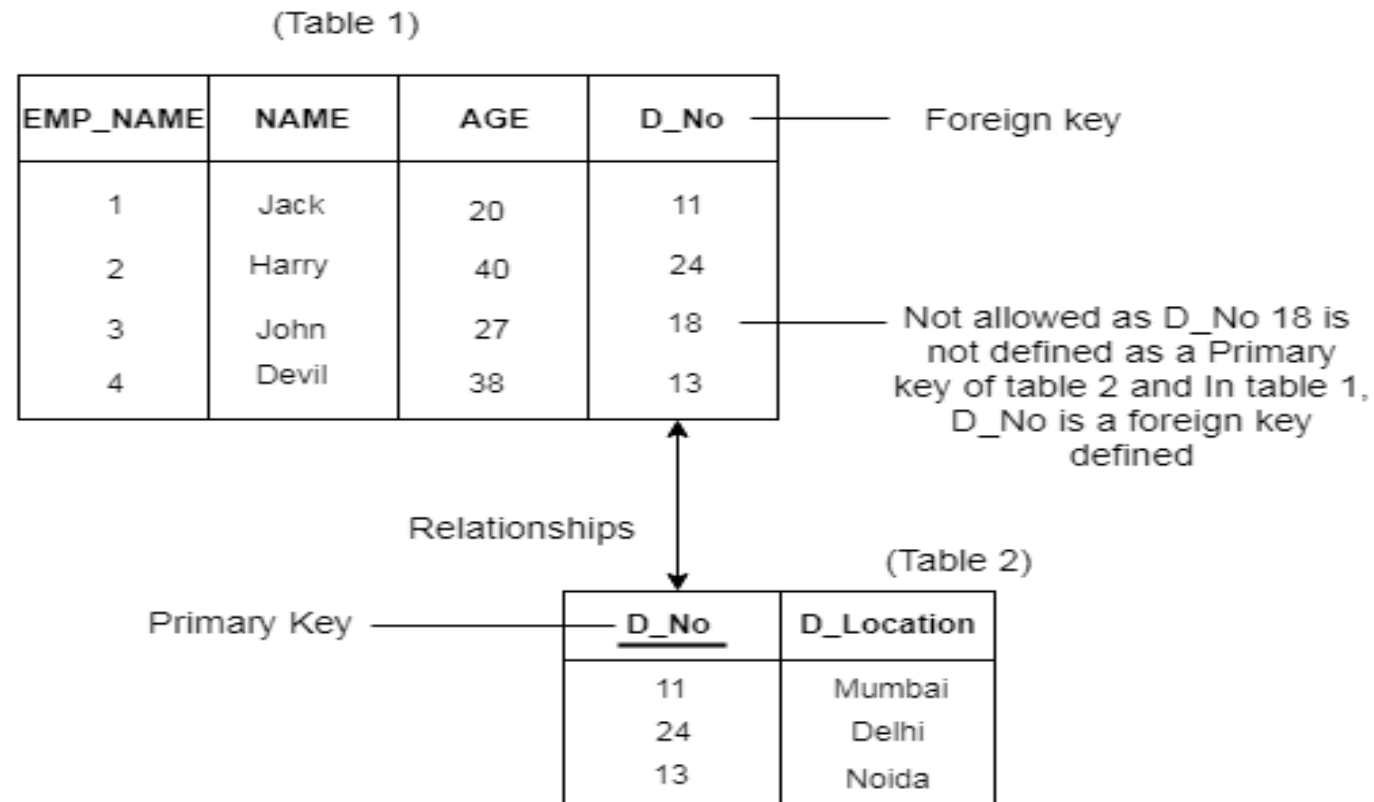 (Table 1)
EMP_NAME NAME AGE D_No Foreign key
1 Jack 20 11
2 Harry 40 24
3 John 27 18
4 Devil 38 13
Not allowed as D_No 18 is
not defined as a Primary
key of table 2 and In table 1,
D_No is a foreign key
defined
Relationships
(Table 2)
Primary Key D_No D_Location
11 Mumbai
24 Delhi
13 Noida